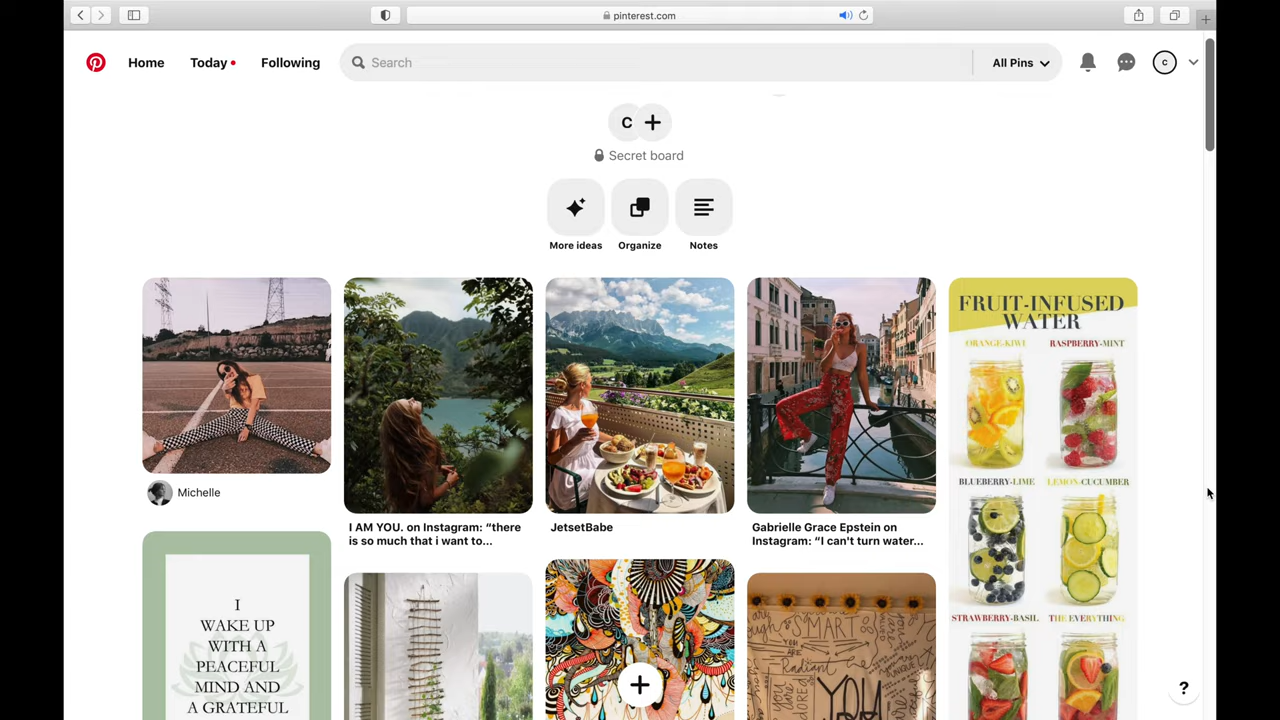 pinterest.com
Home
Today
Following
Search
All Pins
C
C
Secret board
More ideas
Organize
Notes
Michelle
I AM YOU. on Instagram: “there
is so much that i want to...
JetsetBabe
Gabrielle Grace Epstein on
Instagram: “I can't turn water...
FRUIT-INFUSED
WATER
ORANGE-KIWI
RASPBERRY-MINT
BLUEBERRY-LIME
LEMON-CUCUMBER
STRAWBERRY-BASIL
THE EVERYTHING
I
WAKE UP
WITH A
PEACEFUL
MIND AND
A GRATEFUL
SMART
YOU
ARE
Radiant
YOU
?